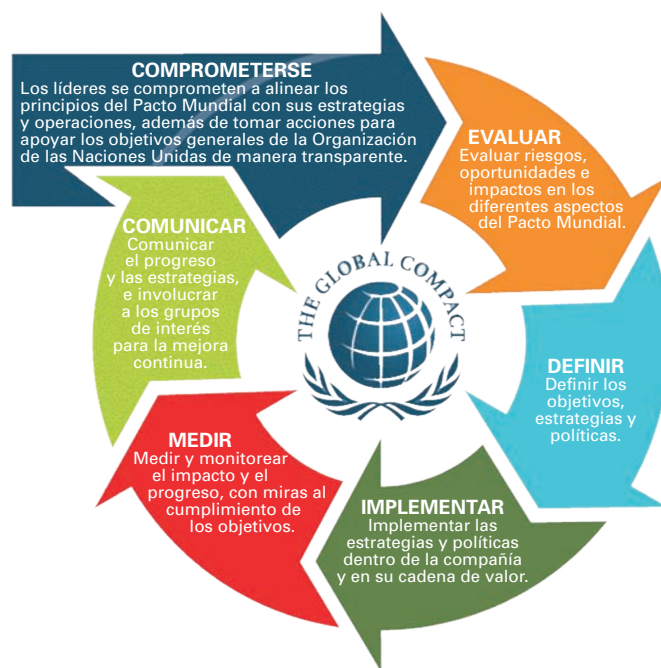 COMPROMETERSE
Los líderes se comprometen a alinear los
principios del Pacto Mundial con sus estrategias
y operaciones, además de tomar acciones para
apoyar los objetivos generales de la Organización
de las Naciones Unidas de manera transparente.
EVALUAR
Evaluar riesgos,
oportunidades e
impactos en los
diferentes aspectos
del Pacto Mundial.
DEFINIR
Definir los
objetivos,
estrategias y
políticas.
IMPLEMENTAR
Implementar las
estrategias y políticas
dentro de la compañía
y en su cadena de valor.
MEDIR
Medir y monitorear
el impacto y el
progreso, con miras al
cumplimiento de
los objetivos.
COMUNICAR
Comunicar
el progreso
y las estrategias,
e involucrar
a los grupos
de interés
para la mejora
continua.
THE GLOBAL COMPACT